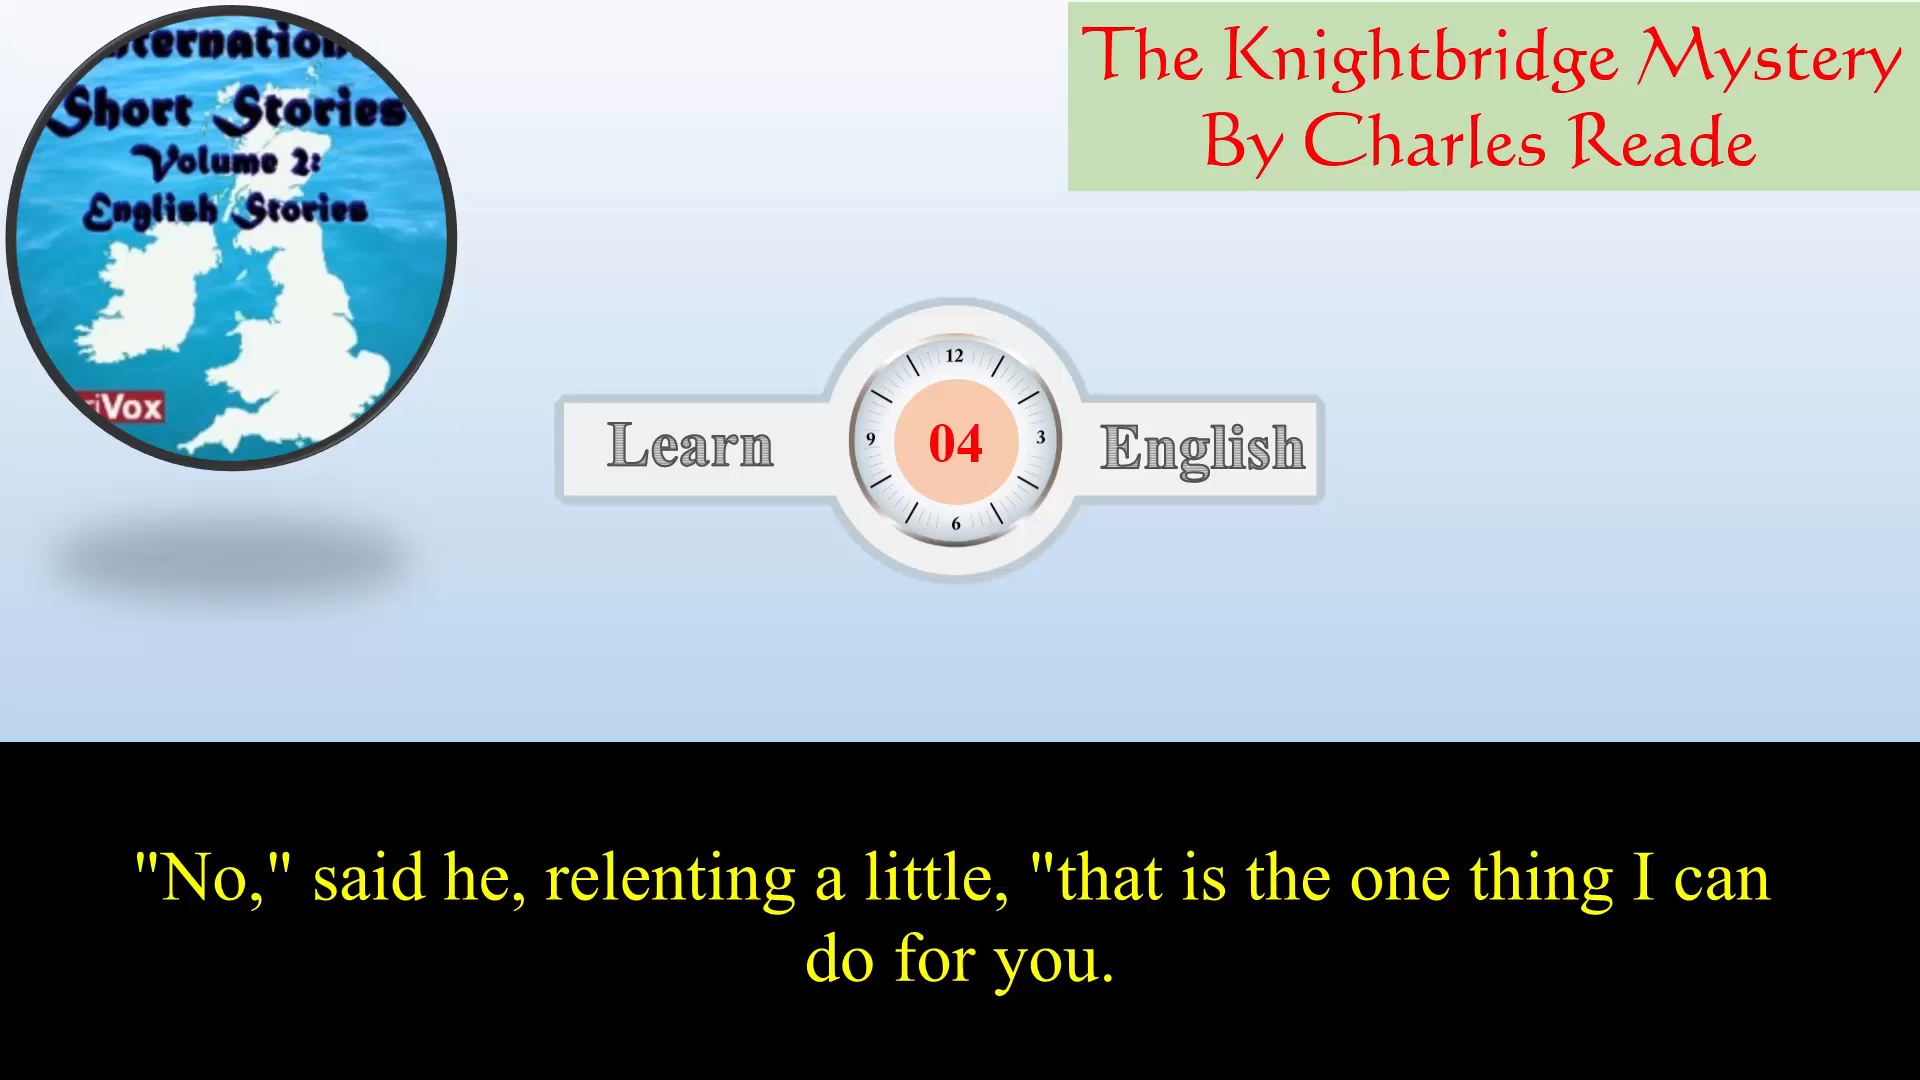 Short Stories
Volume 2:
English Stories
Vox
The Knightbridge Mystery
By Charles Reade
Learn
12
9
04
3
6
English
"No," said he, relenting a little, "that is the one thing I can
do for you.